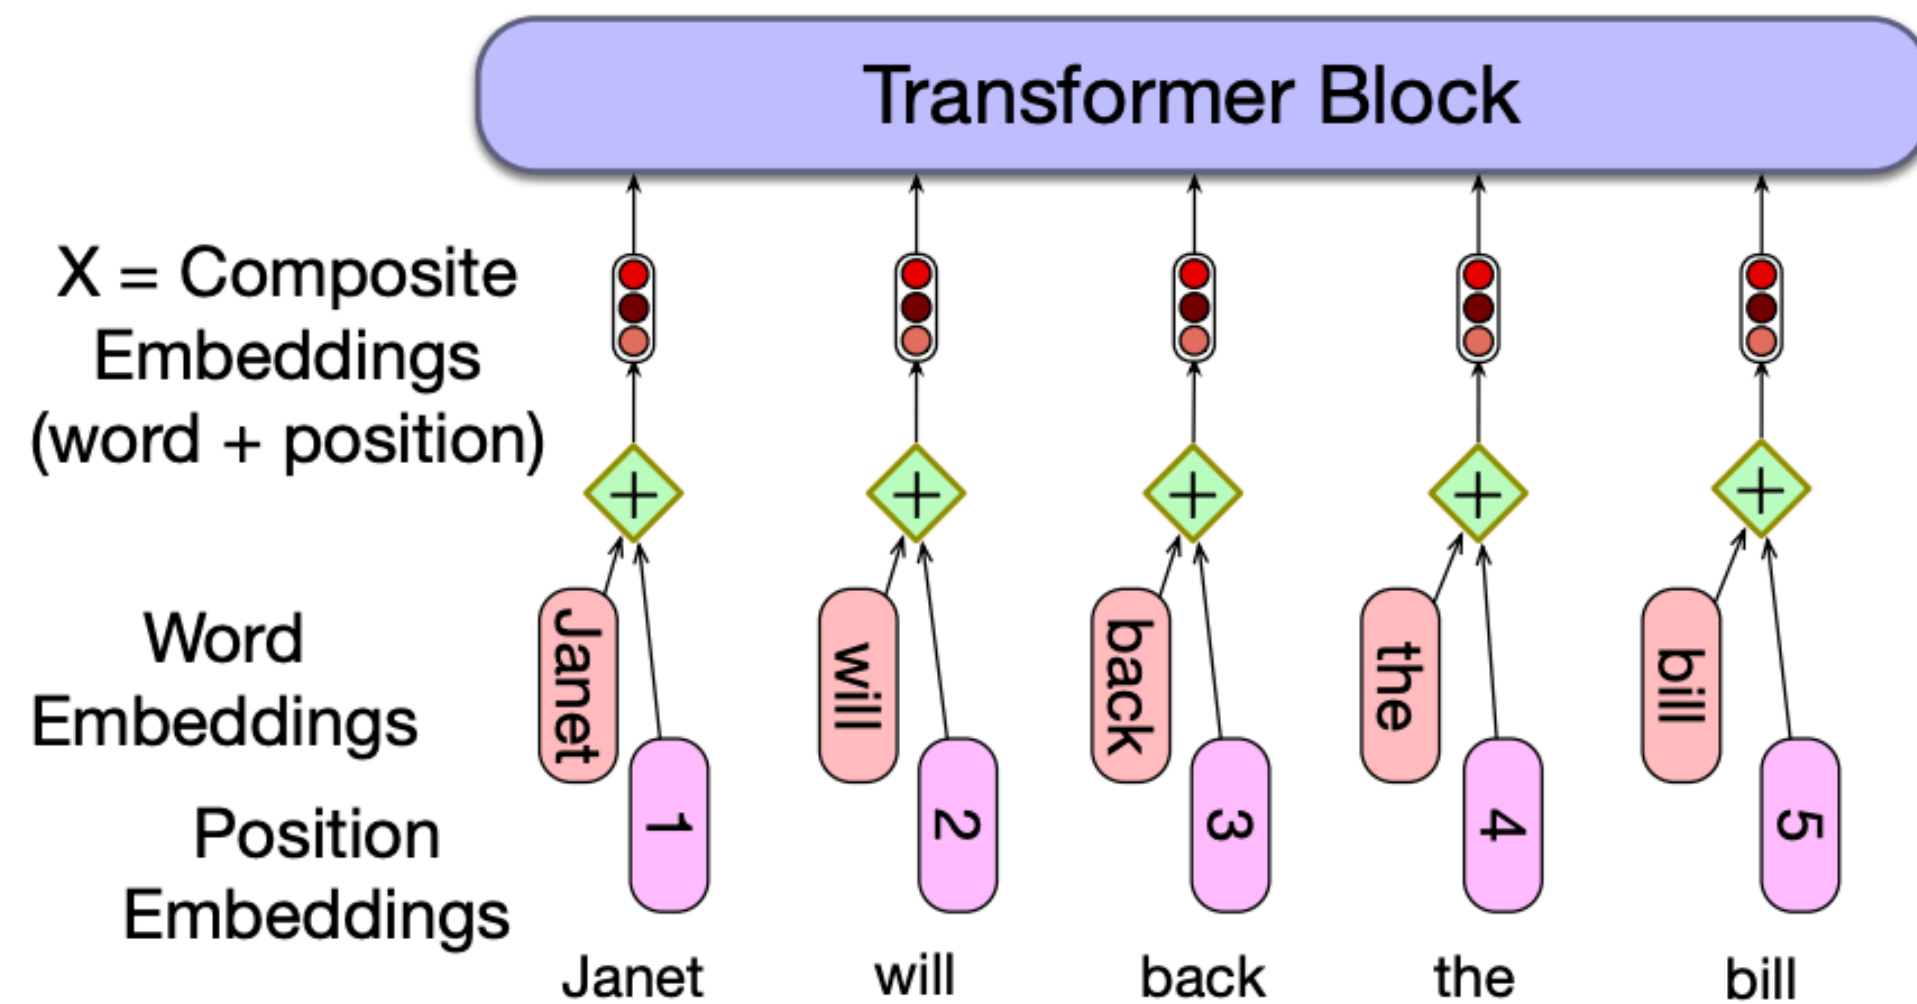 Transformer Block
X = Composite
Embeddings
(word + position)
+ + + + +
Word
Embeddings
Janet will back the bill
Position
Embeddings
1 2 3 4 5
Janet will back the bill